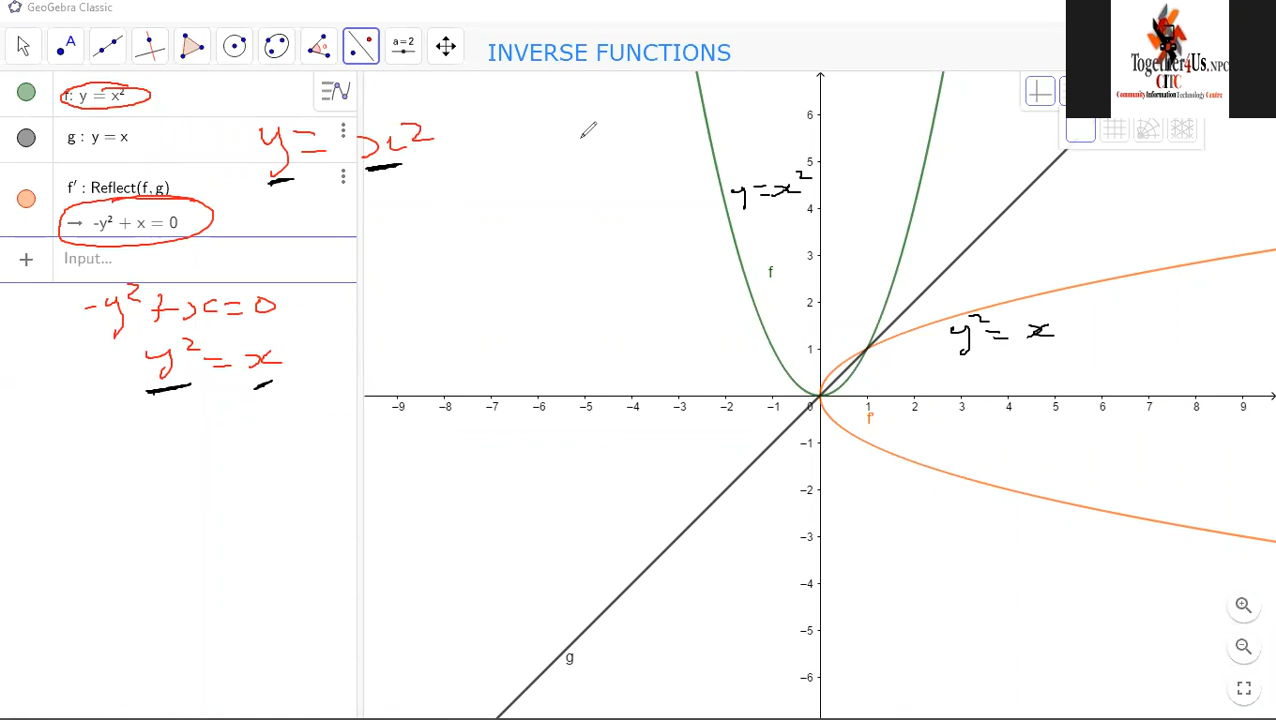 GeoGebra Classic
a=2
INVERSE FUNCTIONS
Together4Us, NPC
CITC
Community Information Technology Centre
f: y = x²
g : y = x
y = x²
f' : Reflect(f, g)
→ -y² + x = 0
Input...
-y² + x = 0
y² = x
y = x²
f
y² = x
f'
g
6
5
4
3
2
1
-9 -8 -7 -6 -5 -4 -3 -2 -1 0 1 2 3 4 5 6 7 8 9
-1
-2
-3
-4
-5
-6